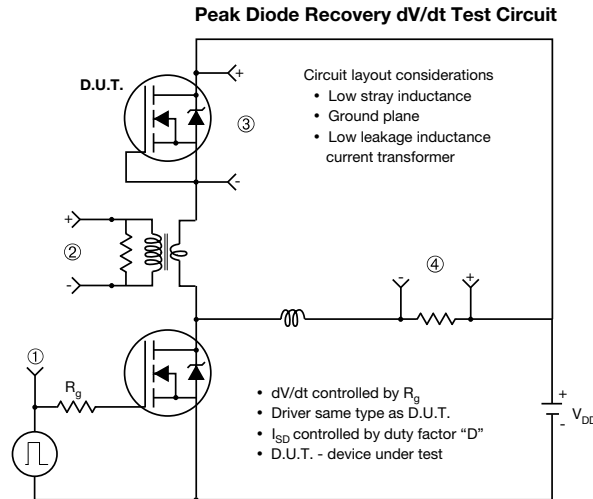 Peak Diode Recovery dV/dt Test Circuit
D.U.T.
+
-
③
Circuit layout considerations
• Low stray inductance
• Ground plane
• Low leakage inductance
current transformer
+
②
-
-
④
+
①
Rg
• dV/dt controlled by Rg
• Driver same type as D.U.T.
• ISD controlled by duty factor "D"
• D.U.T. - device under test
+
VDD
-